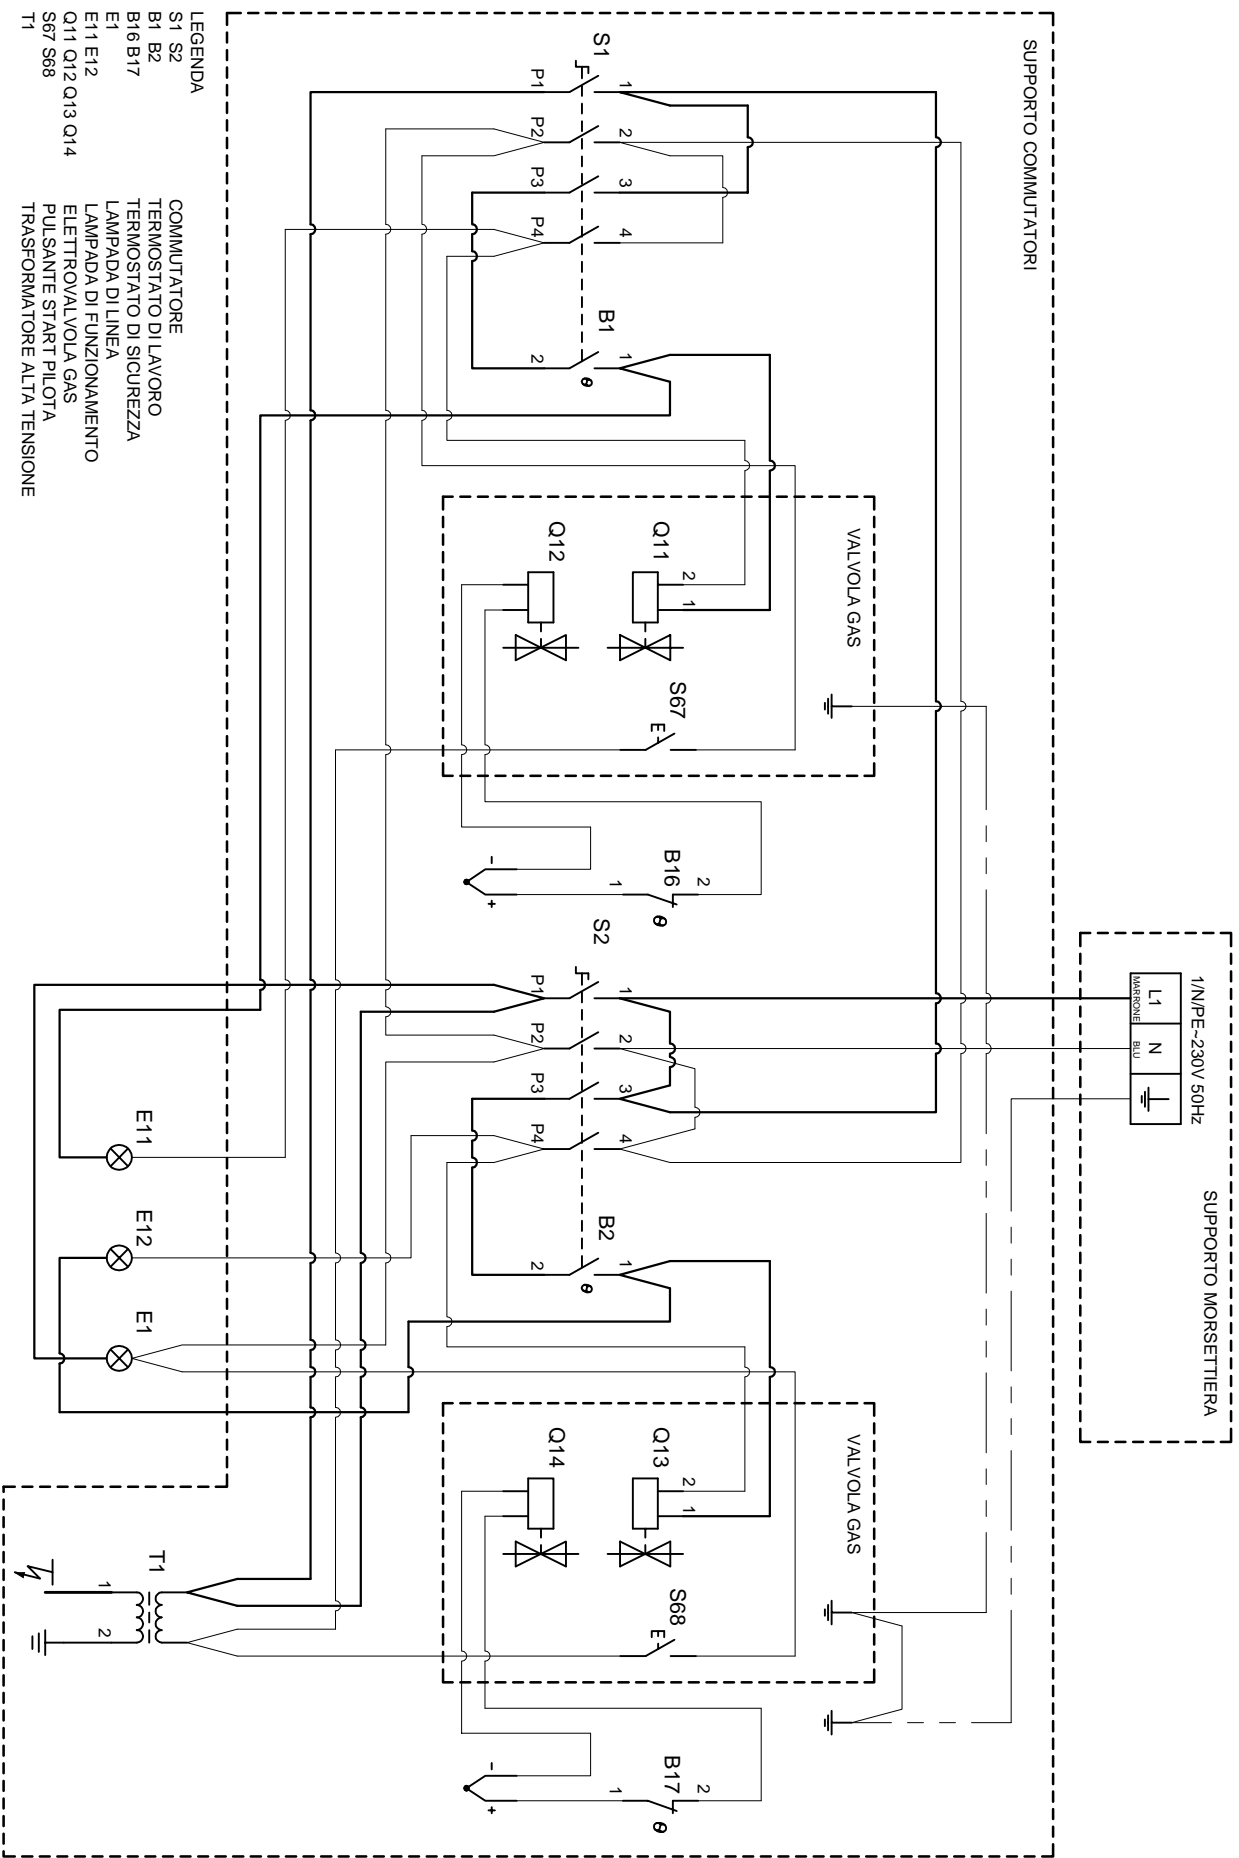 SUPPORTO MORSETTIERA
1/N/PE~230V 50Hz
L1
MARRONE
N
BLU
SUPPORTO COMMUTATORI
S1
1
2
3
4
P1
P2
P3
P4
B1
1
2
θ
VALVOLA GAS
Q11
2
1
Q12
S67
E
B16
2
1
θ
-
+
S2
1
2
3
4
P1
P2
P3
P4
B2
1
2
θ
VALVOLA GAS
Q13
2
1
Q14
S68
E
B17
2
1
θ
-
+
E11
E12
E1
T1
1
2
LEGENDA
S1 S2 COMMUTATORE
B1 B2 TERMOSTATO DI LAVORO
B16 B17 TERMOSTATO DI SICUREZZA
E1 LAMPADA DI LINEA
E11 E12 LAMPADA DI FUNZIONAMENTO
Q11 Q12 Q13 Q14 ELETTROVALVOLA GAS
S67 S68 PULSANTE START PILOTA
T1 TRASFORMATORE ALTA TENSIONE